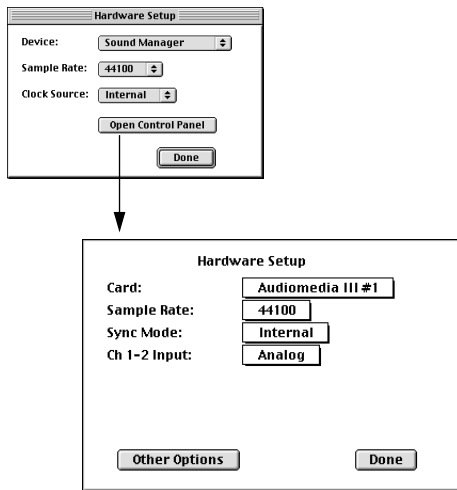 Hardware Setup
Device: Sound Manager
Sample Rate: 44100
Clock Source: Internal
Open Control Panel
Done
Hardware Setup
Card: Audiomedia III #1
Sample Rate: 44100
Sync Mode: Internal
Ch 1-2 Input: Analog
Other Options Done